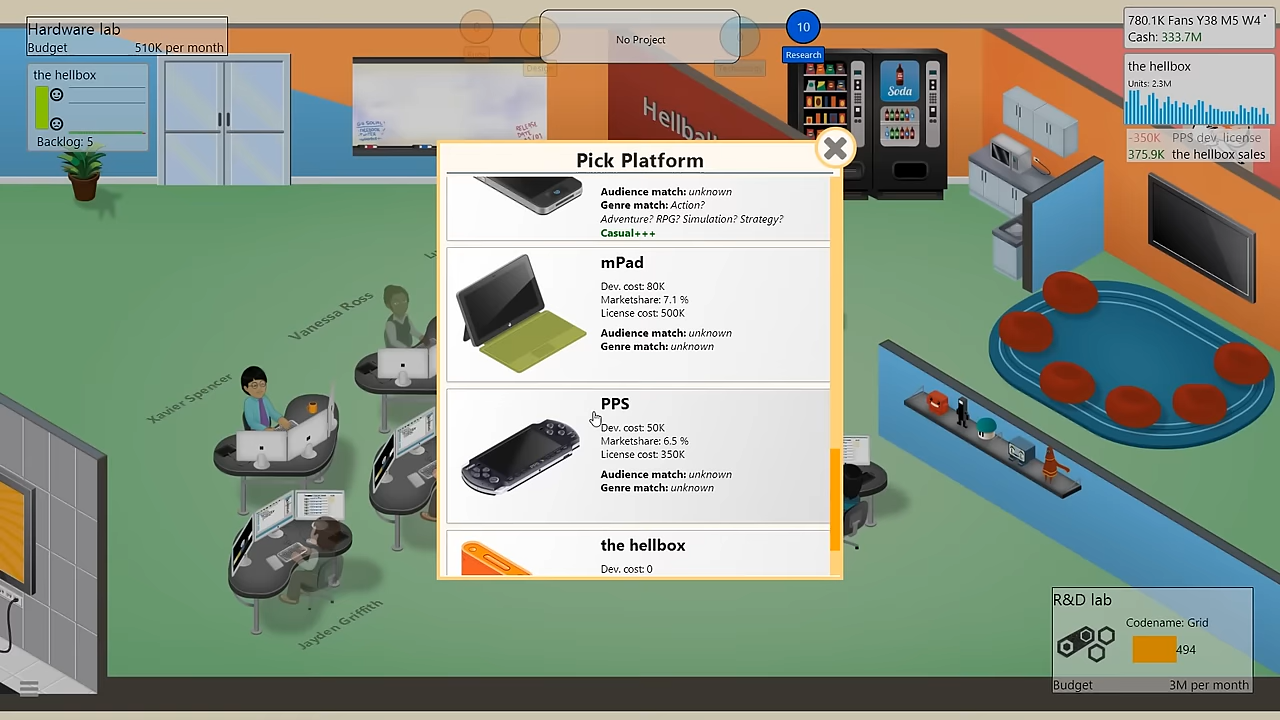 Hardware lab
Budget 510K per month
the hellbox
Backlog: 5
No Project
10
Research
780.1K Fans Y38 M5 W4
Cash: 333.7M
the hellbox
Units: 2.3M
-350K PPS dev. license
375.9K the hellbox sales
Soda
Hellball
Pick Platform
Audience match: unknown
Genre match: Action?
Adventure? RPG? Simulation? Strategy?
Casual+++
mPad
Dev. cost: 80K
Marketshare: 7.1 %
License cost: 500K
Audience match: unknown
Genre match: unknown
PPS
Dev. cost: 50K
Marketshare: 6.5 %
License cost: 350K
Audience match: unknown
Genre match: unknown
the hellbox
Dev. cost: 0
Vanessa Ross
Xavier Spencer
Jayden Griffith
R&D lab
Codename: Grid
494
Budget 3M per month